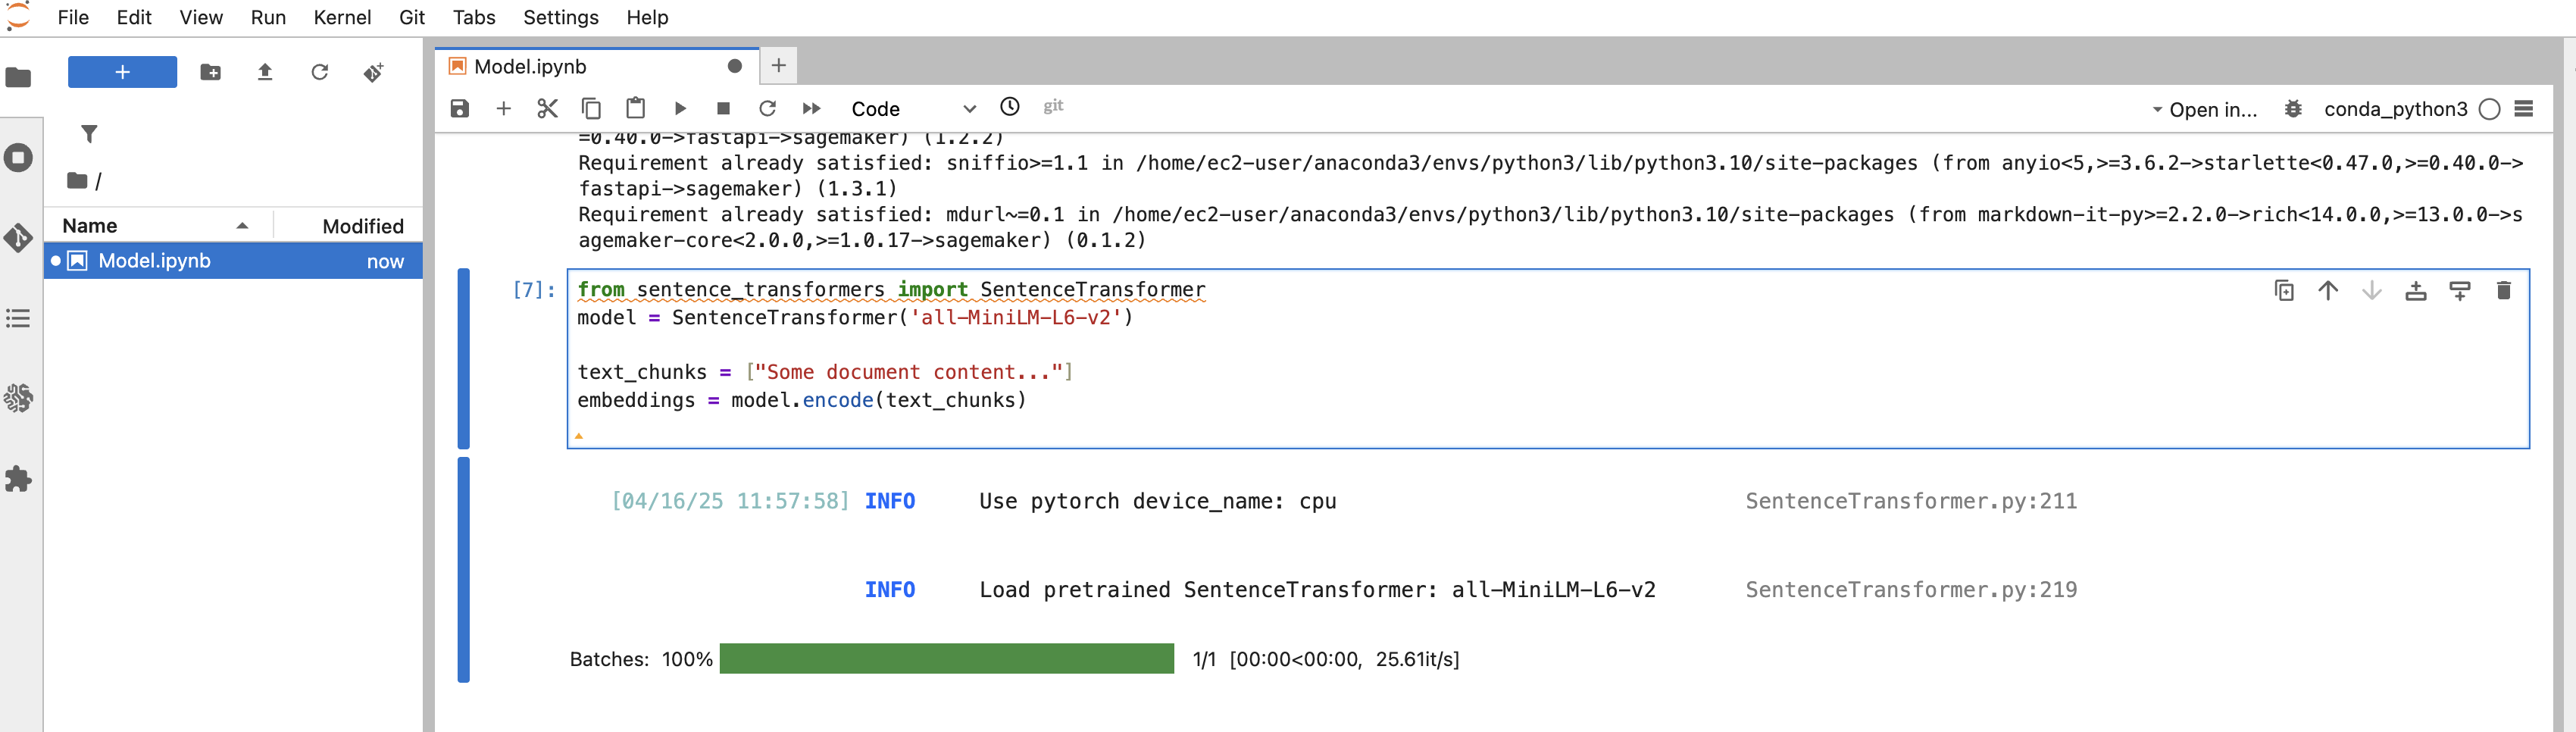 File Edit View Run Kernel Git Tabs Settings Help
Model.ipynb
Code
git
Open in...
conda_python3
/
Name Modified
Model.ipynb now
=0.40.0->fastapi->sagemaker) (1.2.2)
Requirement already satisfied: sniffio>=1.1 in /home/ec2-user/anaconda3/envs/python3/lib/python3.10/site-packages (from anyio<5,>=3.6.2->starlette<0.47.0,>=0.40.0->
fastapi->sagemaker) (1.3.1)
Requirement already satisfied: mdurl~=0.1 in /home/ec2-user/anaconda3/envs/python3/lib/python3.10/site-packages (from markdown-it-py>=2.2.0->rich<14.0.0,>=13.0.0->s
agemaker-core<2.0.0,>=1.0.17->sagemaker) (0.1.2)
[7]: from sentence_transformers import SentenceTransformer
model = SentenceTransformer('all-MiniLM-L6-v2')
text_chunks = ["Some document content..."]
embeddings = model.encode(text_chunks)
[04/16/25 11:57:58] INFO Use pytorch device_name: cpu SentenceTransformer.py:211
INFO Load pretrained SentenceTransformer: all-MiniLM-L6-v2 SentenceTransformer.py:219
Batches: 100% 1/1 [00:00<00:00, 25.61it/s]